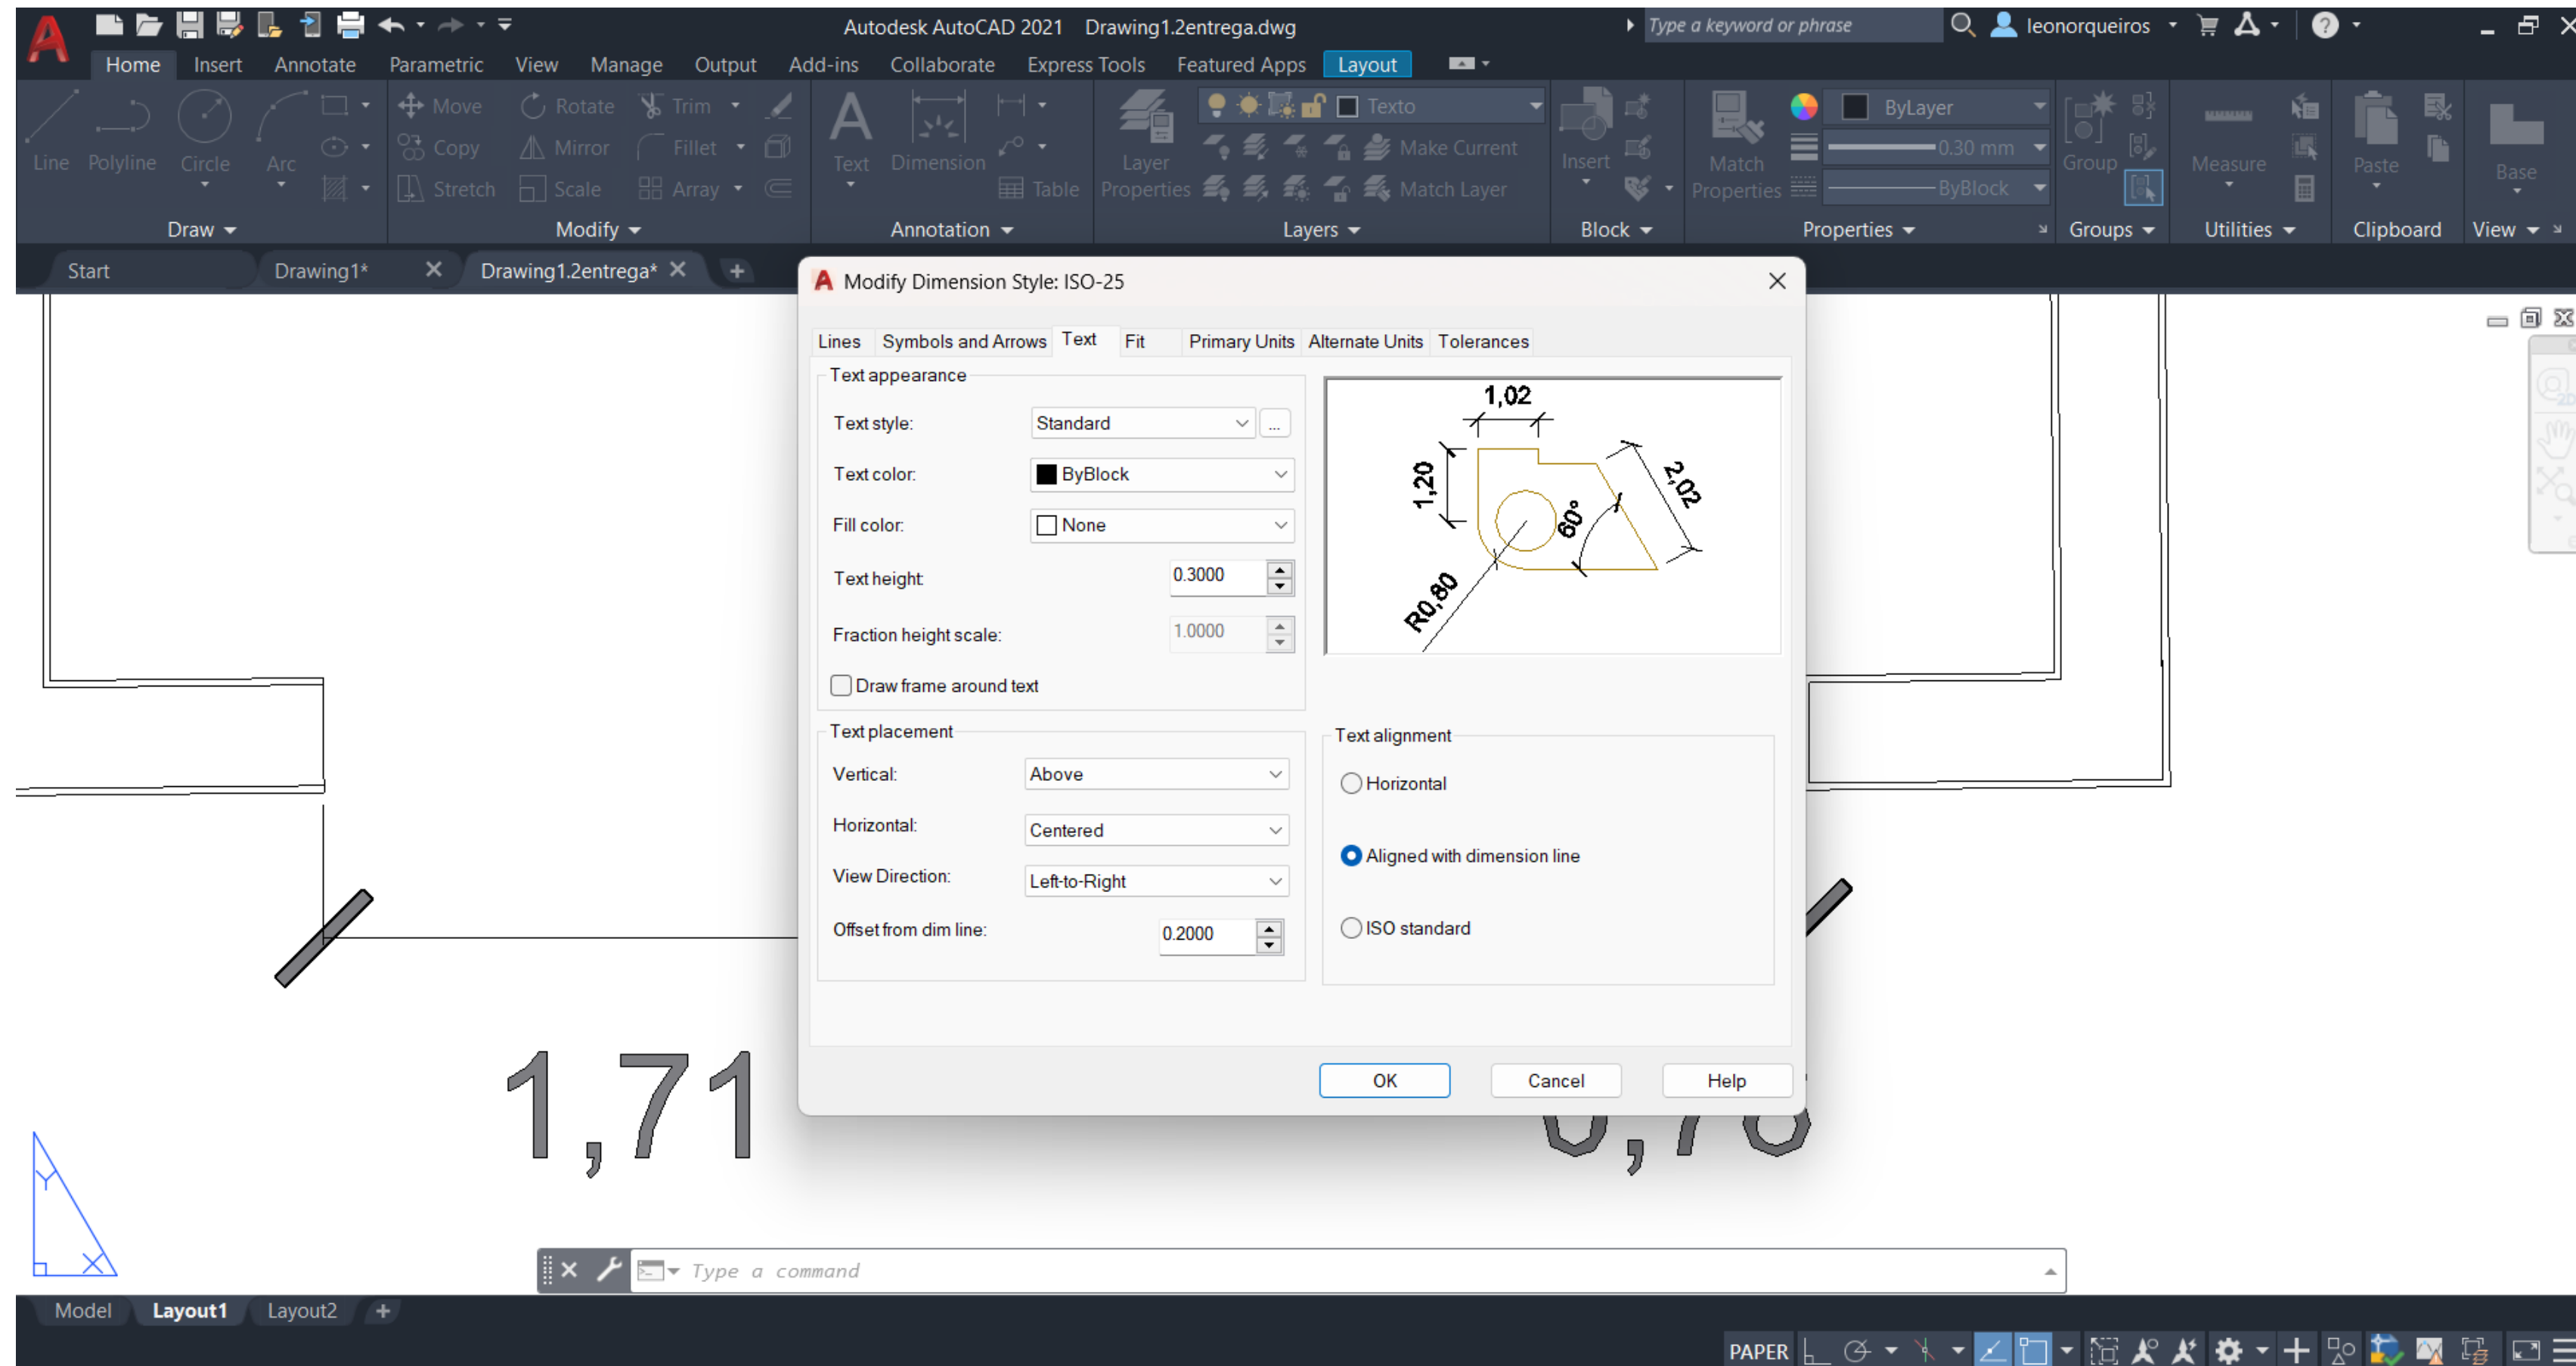 Autodesk AutoCAD 2021 Drawing1.2entrega.dwg
Type a keyword or phrase
leonorqueiros
Home Insert Annotate Parametric View Manage Output Add-ins Collaborate Express Tools Featured Apps Layout
Line Polyline Circle Arc
Move Rotate Trim
Copy Mirror Fillet
Stretch Scale Array
Text Dimension Table
Layer Properties
Texto
Make Current
Match Layer
Insert
Match Properties
ByLayer
0.30 mm
ByBlock
Group
Measure
Paste
Base
Draw Modify Annotation Layers Block Properties Groups Utilities Clipboard View
Start Drawing1* Drawing1.2entrega*
Modify Dimension Style: ISO-25
Lines Symbols and Arrows Text Fit Primary Units Alternate Units Tolerances
Text appearance
Text style: Standard ...
Text color: ByBlock
Fill color: None
Text height: 0.3000
Fraction height scale: 1.0000
Draw frame around text
1,02
1,20
2,02
60°
R0,80
Text placement
Vertical: Above
Horizontal: Centered
View Direction: Left-to-Right
Offset from dim line: 0.2000
Text alignment
Horizontal
Aligned with dimension line
ISO standard
OK Cancel Help
1,71
Y
X
2D
Type a command
Model Layout1 Layout2 +
PAPER